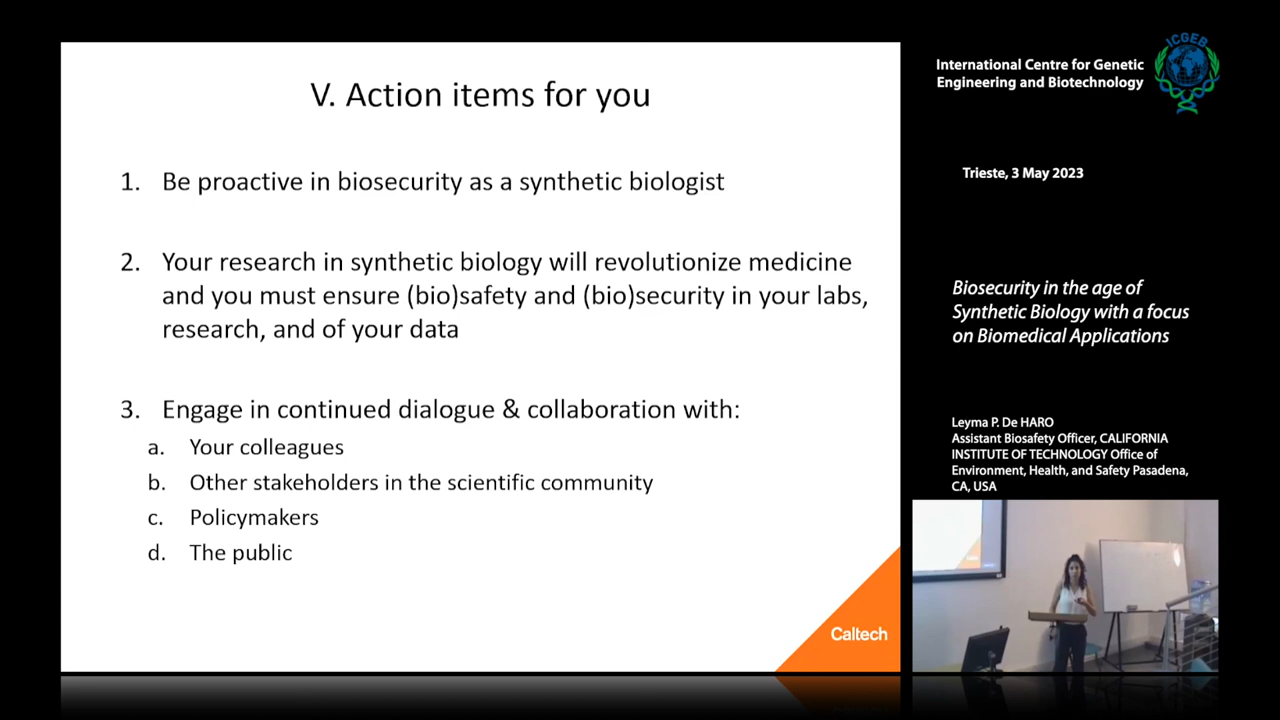 V. Action items for you
1. Be proactive in biosecurity as a synthetic biologist
2. Your research in synthetic biology will revolutionize medicine
and you must ensure (bio)safety and (bio)security in your labs,
research, and of your data
3. Engage in continued dialogue & collaboration with:
a. Your colleagues
b. Other stakeholders in the scientific community
c. Policymakers
d. The public
Caltech
ICGEB
International Centre for Genetic
Engineering and Biotechnology
Trieste, 3 May 2023
Biosecurity in the age of
Synthetic Biology with a focus
on Biomedical Applications
Leyma P. De HARO
Assistant Biosafety Officer, CALIFORNIA
INSTITUTE OF TECHNOLOGY Office of
Environment, Health, and Safety Pasadena,
CA, USA